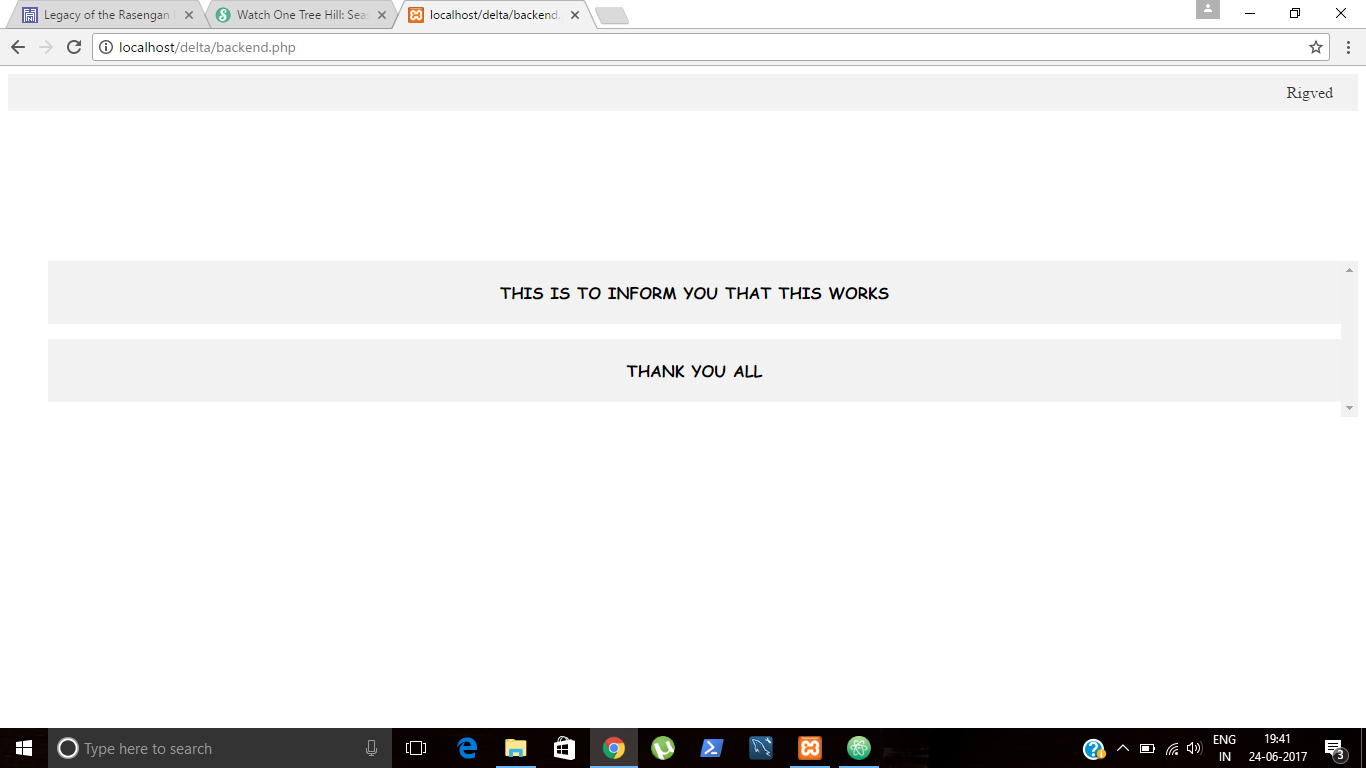 Legacy of the Rasengan
Watch One Tree Hill: Sea
localhost/delta/backend.
localhost/delta/backend.php
Rigved
THIS IS TO INFORM YOU THAT THIS WORKS
THANK YOU ALL
Type here to search
ENG
IN
19:41
24-06-2017
3